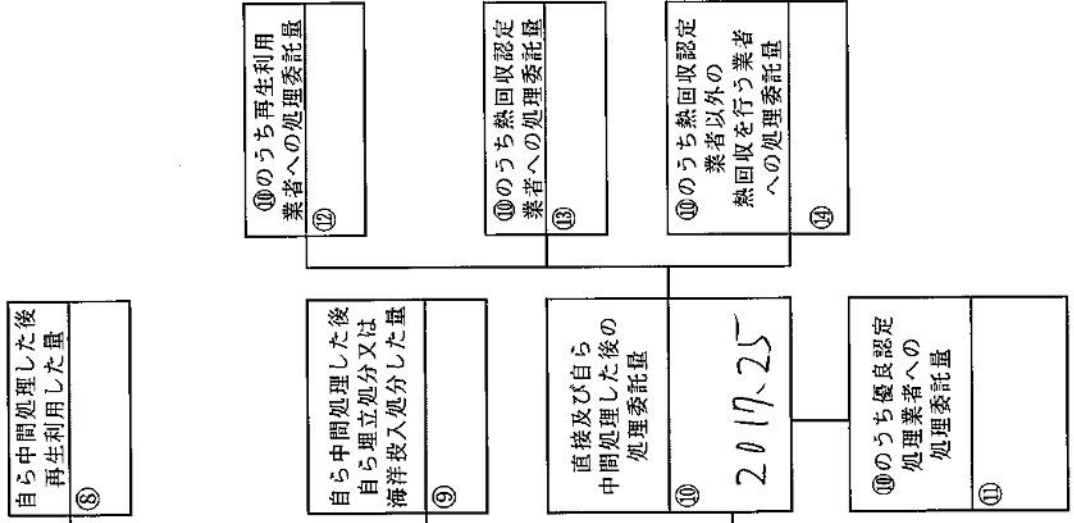 自ら中間処理した後
再生利用した量
⑧
自ら中間処理した後
自ら埋立処分又は
海洋投入処分した量
⑨
直接及び自ら
中間処理した後の
処理委託量
⑩
2017.25
⑩のうち優良認定
処理業者への
処理委託量
⑪
⑩のうち再生利用
業者への処理委託量
⑫
⑩のうち熱回収認定
業者への処理委託量
⑬
⑩のうち熱回収認定
業者以外の
熱回収を行う業者
への処理委託量
⑭